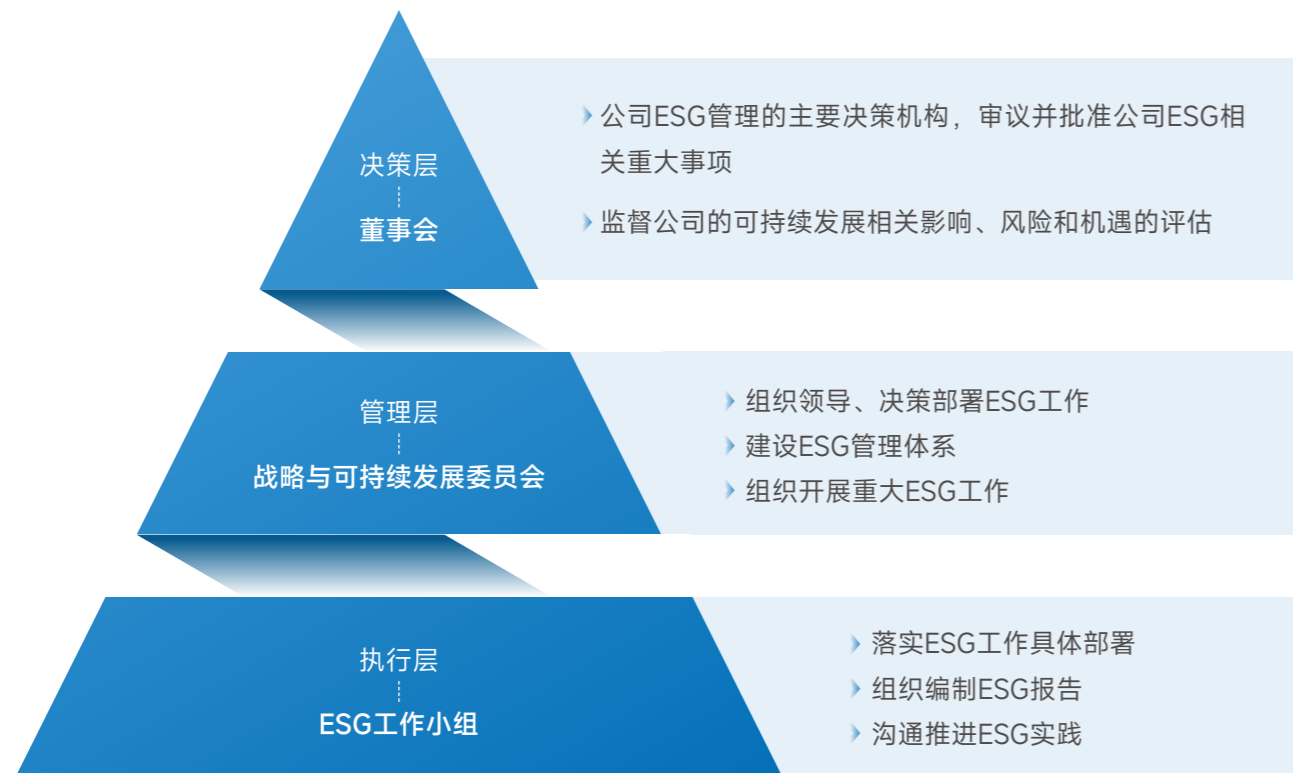 决策层
董事会
公司ESG管理的主要决策机构，审议并批准公司ESG相
关重大事项
监督公司的可持续发展相关影响、风险和机遇的评估
管理层
战略与可持续发展委员会
组织领导、决策部署ESG工作
建设ESG管理体系
组织开展重大ESG工作
执行层
ESG工作小组
落实ESG工作具体部署
组织编制ESG报告
沟通推进ESG实践